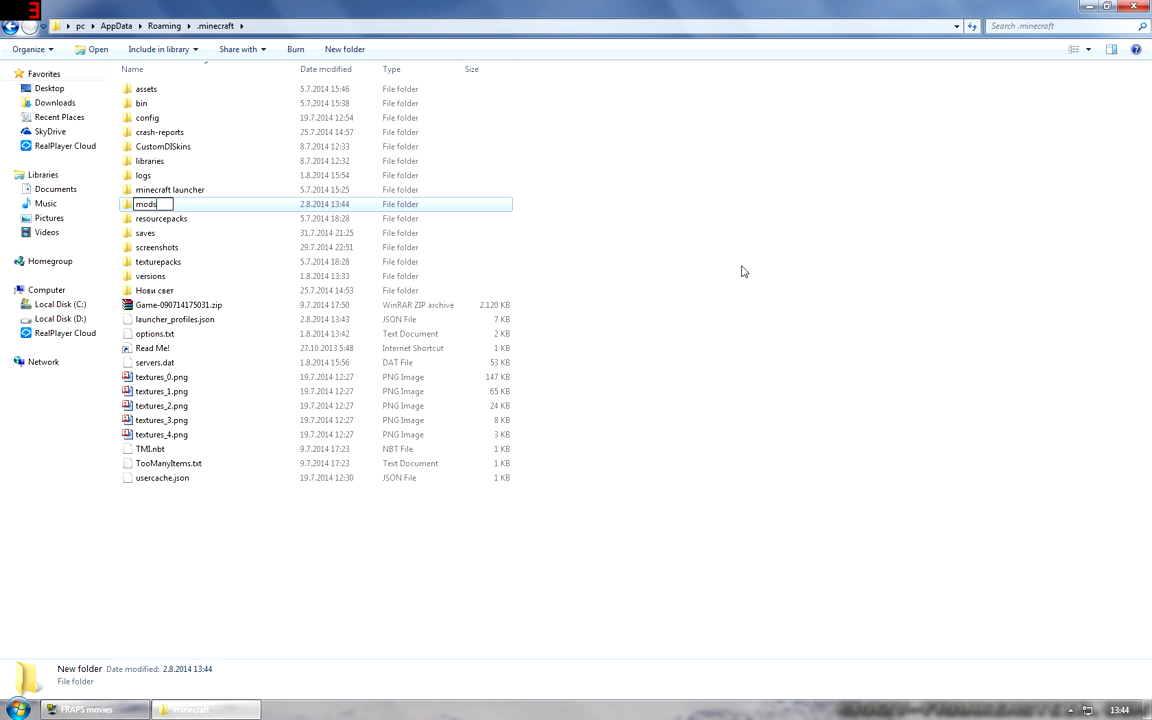 3
pc AppData Roaming .minecraft
Search .minecraft
Organize Open Include in library Share with Burn New folder
Name Date modified Type Size
Favorites
Desktop
Downloads
Recent Places
SkyDrive
RealPlayer Cloud
Libraries
Documents
Music
Pictures
Videos
Homegroup
Computer
Local Disk (C:)
Local Disk (D:)
RealPlayer Cloud
Network
assets 5.7.2014 15:46 File folder
bin 5.7.2014 15:38 File folder
config 19.7.2014 12:54 File folder
crash-reports 25.7.2014 14:57 File folder
CustomDISkins 8.7.2014 12:33 File folder
libraries 8.7.2014 12:32 File folder
logs 1.8.2014 15:54 File folder
minecraft launcher 5.7.2014 15:25 File folder
mods 2.8.2014 13:44 File folder
resourcepacks 5.7.2014 18:28 File folder
saves 31.7.2014 21:25 File folder
screenshots 29.7.2014 22:51 File folder
texturepacks 5.7.2014 18:28 File folder
versions 1.8.2014 13:33 File folder
Нови свет 25.7.2014 14:53 File folder
Game-090714175031.zip 9.7.2014 17:50 WinRAR ZIP archive 2.120 KB
launcher_profiles.json 2.8.2014 13:43 JSON File 7 KB
options.txt 1.8.2014 13:42 Text Document 2 KB
Read Me! 27.10.2013 5:48 Internet Shortcut 1 KB
servers.dat 1.8.2014 15:56 DAT File 53 KB
textures_0.png 19.7.2014 12:27 PNG Image 147 KB
textures_1.png 19.7.2014 12:27 PNG Image 65 KB
textures_2.png 19.7.2014 12:27 PNG Image 24 KB
textures_3.png 19.7.2014 12:27 PNG Image 8 KB
textures_4.png 19.7.2014 12:27 PNG Image 3 KB
TMI.nbt 9.7.2014 17:23 NBT File 1 KB
TooManyItems.txt 9.7.2014 17:23 Text Document 1 KB
usercache.json 19.7.2014 12:30 JSON File 1 KB
New folder Date modified: 2.8.2014 13:44
File folder
FRAPS movies .minecraft 13:44